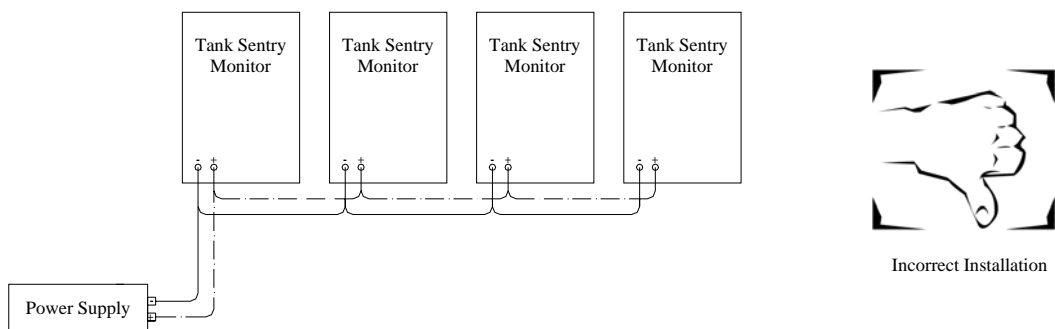 Tank Sentry
Monitor
- +
Tank Sentry
Monitor
- +
Tank Sentry
Monitor
- +
Tank Sentry
Monitor
- +
Power Supply
-
+
Incorrect Installation